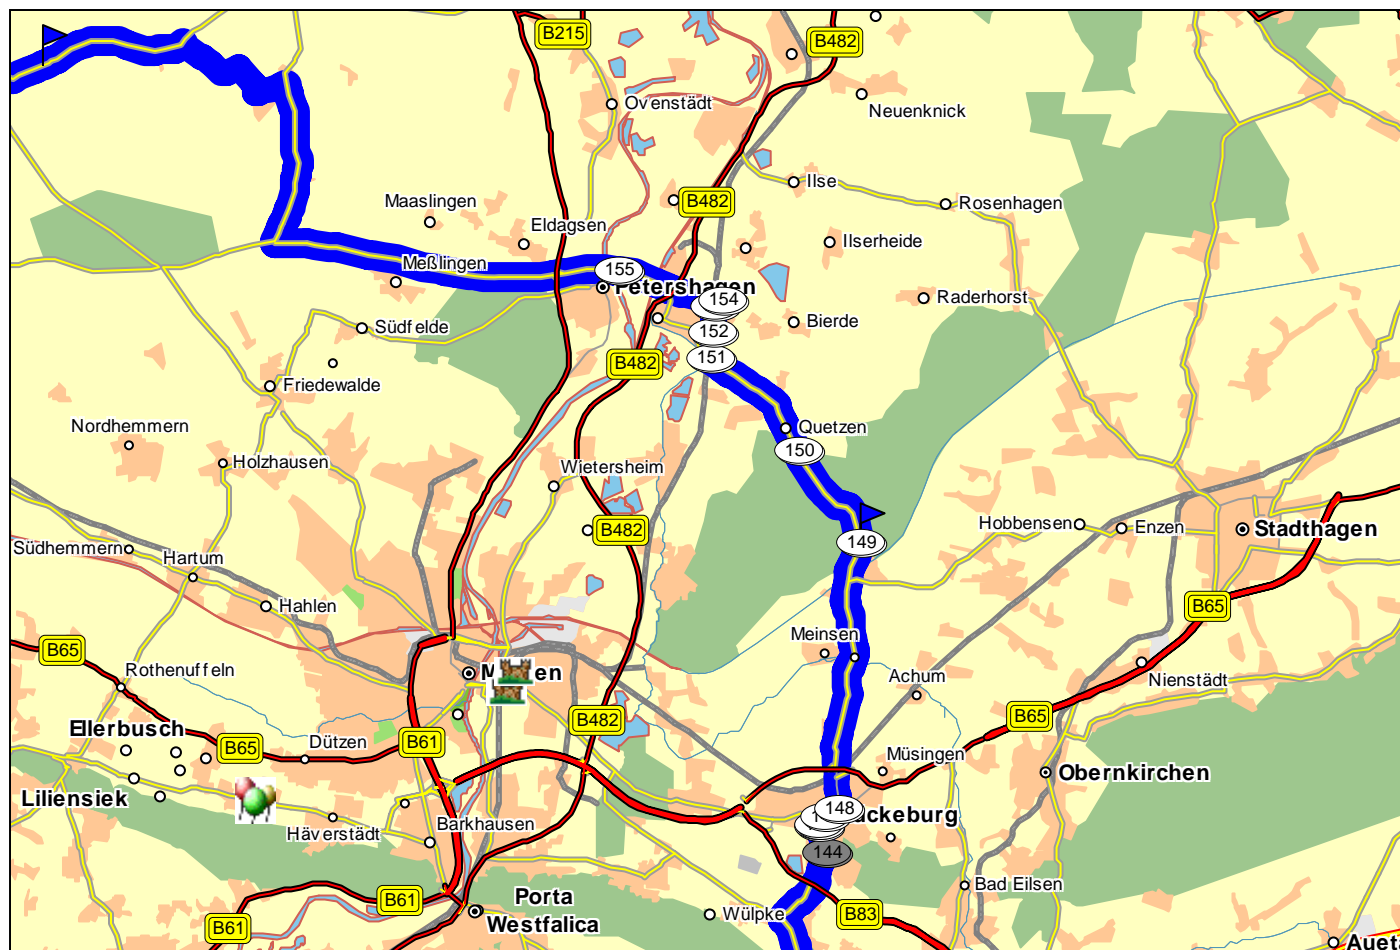 B215
B482
Neuenknick
Ovenstädt
Ilse
Maaslingen
B482
Rosenhagen
Eldagsen
Ilserheide
Meßlingen
155
Petershagen
154
Raderhorst
Bierde
Südfelde
152
151
B482
Friedewalde
Nordhemmern
Quetzen
150
Holzhausen
Wietersheim
B482
149
Hobbensen
Enzen
Stadthagen
Südhemmern
Hartum
Hahlen
B65
B65
Meinsen
Rothenuffeln
Achum
Nienstädt
B482
B65
Ellerbusch
B65
Dützen
B61
Müsingen
Obernkirchen
Liliensiek
148
ückeburg
Häverstädt
Barkhausen
144
Bad Eilsen
B61
Porta
Westfalica
Wülpke
B83
B61
Auet